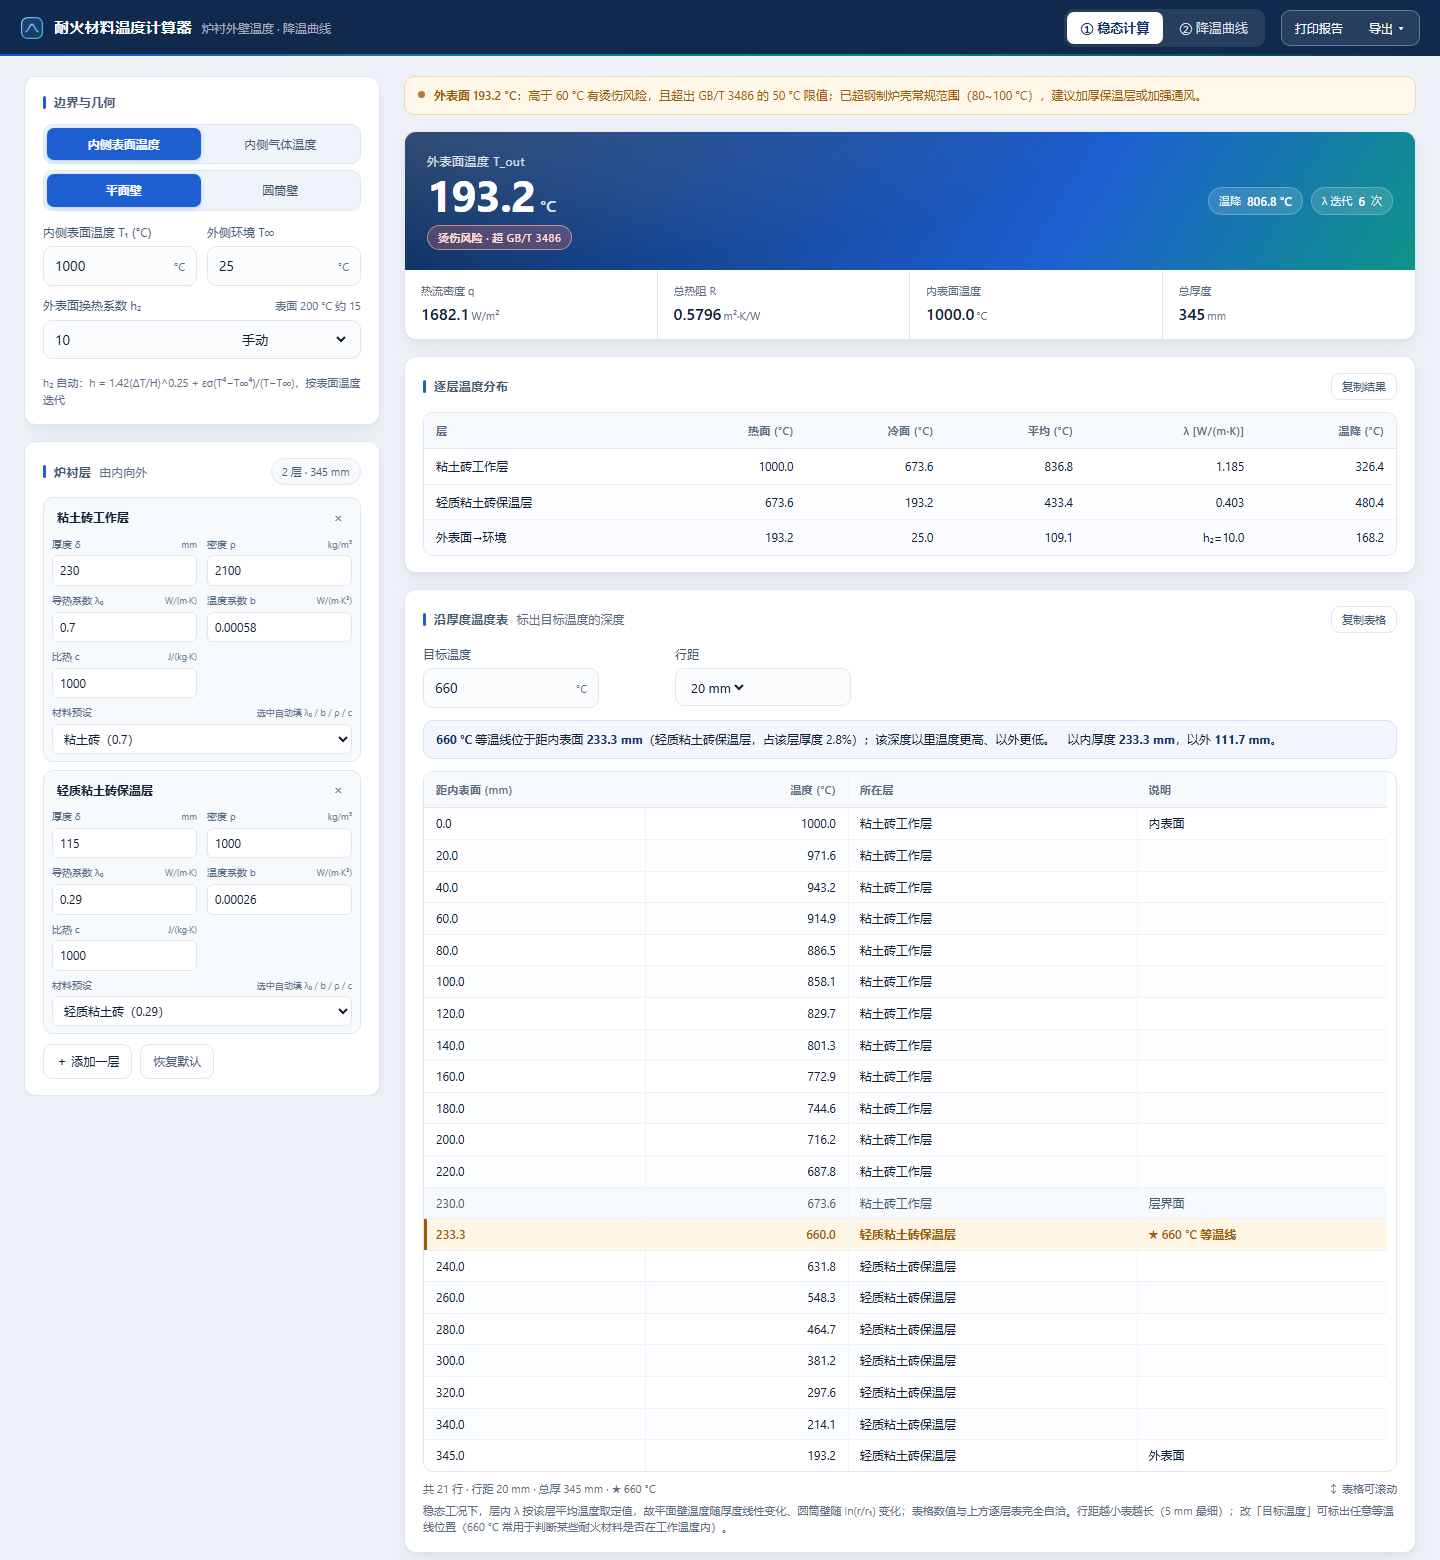 耐火材料温度计算器 炉衬外壁温度 · 降温曲线
① 稳态计算 ② 降温曲线 打印报告 导出
边界与几何
内侧表面温度 内侧气体温度
平面壁 圆筒壁
内侧表面温度 T₁ (°C) 外侧环境 T∞
1000 °C 25 °C
外表面换热系数 h₂ 表面 200 °C 约 15
10 手动
h₂ 自动：h = 1.42(ΔT/H)^0.25 + εσ(T⁴−T∞⁴)/(T−T∞)，按表面温度
迭代
炉衬层 由内向外 2 层 · 345 mm
粘土砖工作层 ×
厚度 δ mm 密度 ρ kg/m³
230 2100
导热系数 λ₀ W/(m·K) 温度系数 b W/(m·K²)
0.7 0.00058
比热 c J/(kg·K)
1000
材料预设 选中自动填 λ₀ / b / ρ / c
粘土砖（0.7）
轻质粘土砖保温层 ×
厚度 δ mm 密度 ρ kg/m³
115 1000
导热系数 λ₀ W/(m·K) 温度系数 b W/(m·K²)
0.29 0.00026
比热 c J/(kg·K)
1000
材料预设 选中自动填 λ₀ / b / ρ / c
轻质粘土砖（0.29）
+ 添加一层 恢复默认
外表面 193.2 °C：高于 60 °C 有烫伤风险，且超出 GB/T 3486 的 50 °C 限值；已超钢制炉壳常规范围（80~100 °C），建议加厚保温层或加强通风。
外表面温度 T_out
193.2 °C
烫伤风险 · 超 GB/T 3486
温降 806.8 °C λ 迭代 6 次
热流密度 q 总热阻 R 内表面温度 总厚度
1682.1 W/m² 0.5796 m²·K/W 1000.0 °C 345 mm
逐层温度分布 复制结果
层 热面 (°C) 冷面 (°C) 平均 (°C) λ [W/(m·K)] 温降 (°C)
粘土砖工作层 1000.0 673.6 836.8 1.185 326.4
轻质粘土砖保温层 673.6 193.2 433.4 0.403 480.4
外表面→环境 193.2 25.0 109.1 h₂=10.0 168.2
沿厚度温度表 标出目标温度的深度 复制表格
目标温度 行距
660 °C 20 mm
660 °C 等温线位于距内表面 233.3 mm（轻质粘土砖保温层，占该层厚度 2.8%）；该深度以里温度更高、以外更低。 以内厚度 233.3 mm，以外 111.7 mm。
距内表面 (mm) 温度 (°C) 所在层 说明
0.0 1000.0 粘土砖工作层 内表面
20.0 971.6 粘土砖工作层
40.0 943.2 粘土砖工作层
60.0 914.9 粘土砖工作层
80.0 886.5 粘土砖工作层
100.0 858.1 粘土砖工作层
120.0 829.7 粘土砖工作层
140.0 801.3 粘土砖工作层
160.0 772.9 粘土砖工作层
180.0 744.6 粘土砖工作层
200.0 716.2 粘土砖工作层
220.0 687.8 粘土砖工作层
230.0 673.6 粘土砖工作层 层界面
233.3 660.0 轻质粘土砖保温层 ★ 660 °C 等温线
240.0 631.8 轻质粘土砖保温层
260.0 548.3 轻质粘土砖保温层
280.0 464.7 轻质粘土砖保温层
300.0 381.2 轻质粘土砖保温层
320.0 297.6 轻质粘土砖保温层
340.0 214.1 轻质粘土砖保温层
345.0 193.2 轻质粘土砖保温层 外表面
共 21 行 · 行距 20 mm · 总厚 345 mm · ★ 660 °C ↕ 表格可滚动
稳态工况下，层内 λ 按该层平均温度取定值，故平面壁温度随厚度线性变化、圆筒壁随 ln(r/r₁) 变化；表格数值与上方逐层表完全自洽。行距越小表越长（5 mm 最细）；改「目标温度」可标出任意等温
线位置（660 °C 常用于判断某些耐火材料是否在工作温度内）。